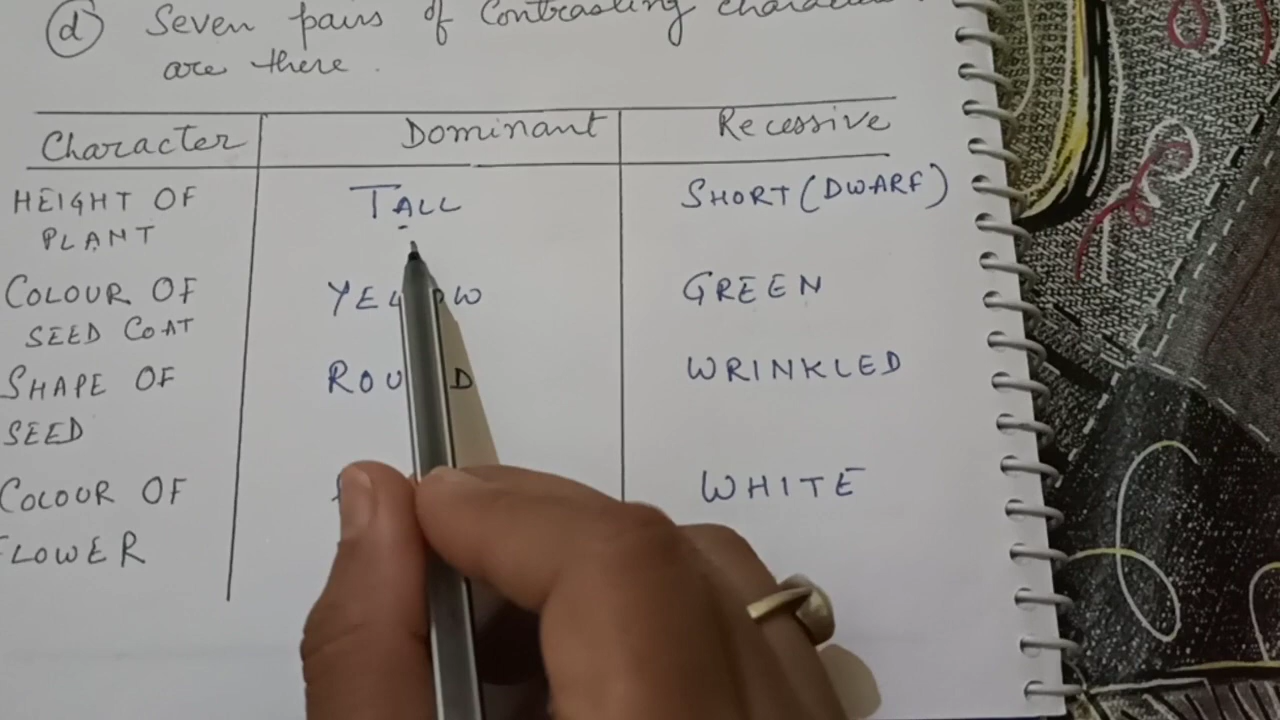 (d) Seven pairs of Contrasting
are there.
Character Dominant Recessive
HEIGHT OF TALL SHORT (DWARF)
PLANT
COLOUR OF GREEN
SEED COAT
SHAPE OF WRINKLED
SEED
COLOUR OF WHITE
FLOWER